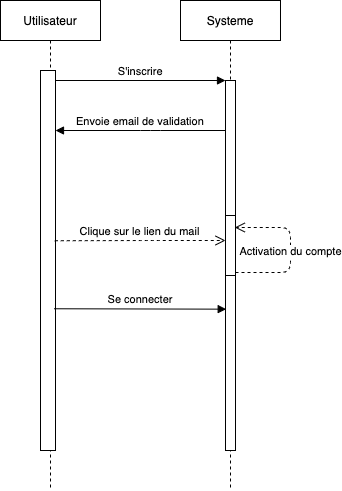 Utilisateur
Systeme
S'inscrire
Envoie email de validation
Clique sur le lien du mail
Activation du compte
Se connecter